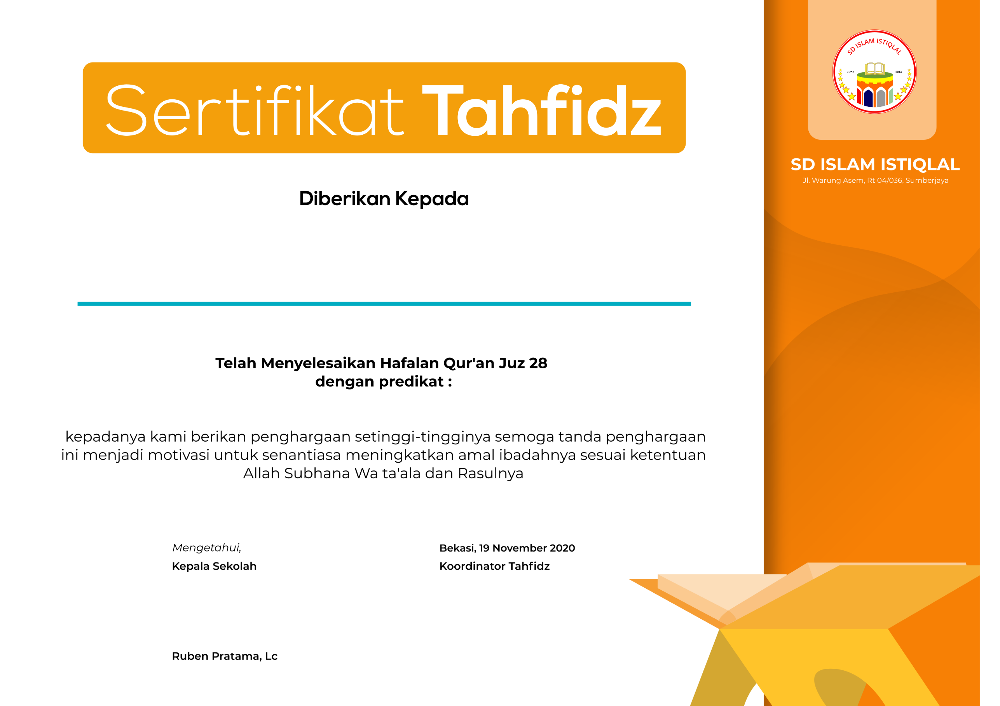 Sertifikat Tahfidz
Diberikan Kepada
Telah Menyelesaikan Hafalan Qur'an Juz 28
dengan predikat :
kepadanya kami berikan penghargaan setinggi-tingginya semoga tanda penghargaan
ini menjadi motivasi untuk senantiasa meningkatkan amal ibadahnya sesuai ketentuan
Allah Subhana Wa ta'ala dan Rasulnya
Mengetahui,
Kepala Sekolah
Ruben Pratama, Lc
Bekasi, 19 November 2020
Koordinator Tahfidz
SD ISLAM ISTIQLAL
١٤٣٥
2013
SD ISLAM ISTIQLAL
Jl. Warung Asem, Rt 04/036, Sumberjaya